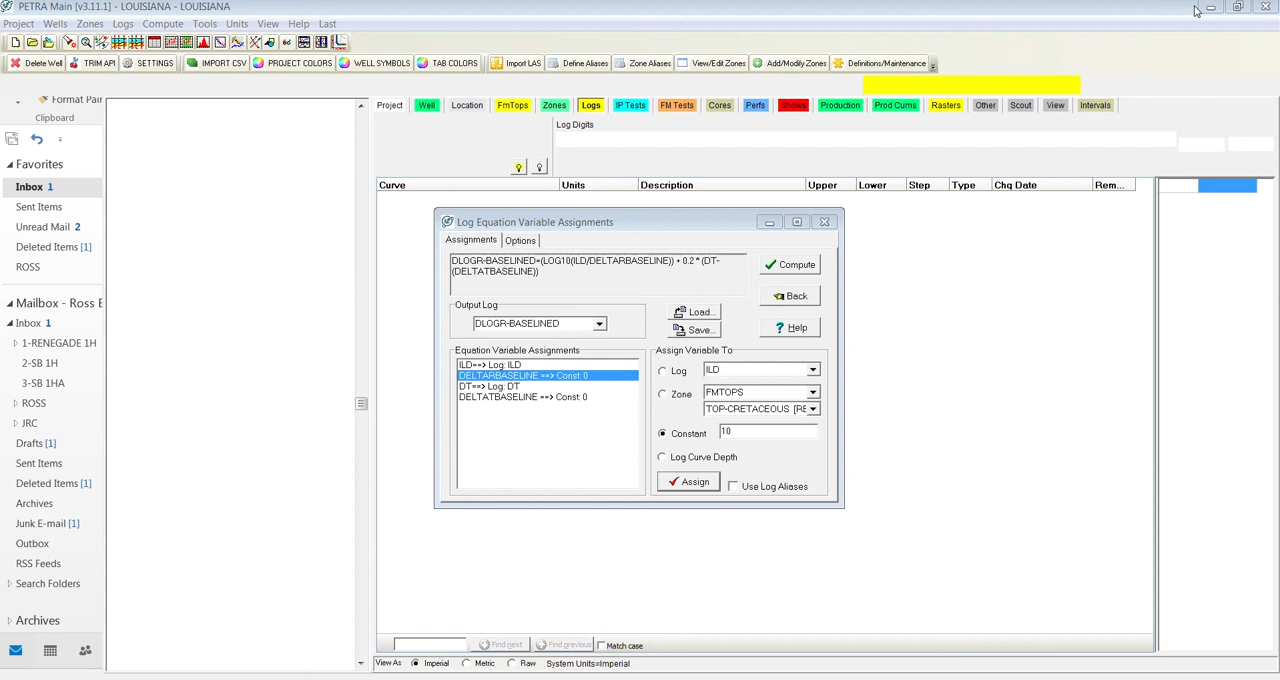 PETRA Main [v3.11.1] - LOUISIANA - LOUISIANA
Project Wells Zones Logs Compute Tools Units View Help Last
Delete Well TRIM API SETTINGS IMPORT CSV PROJECT COLORS WELL SYMBOLS TAB COLORS Import LAS Define Aliases Zone Aliases View/Edit Zones Add/Modify Zones Definitions/Maintenance
Format Pain
Clipboard
Favorites
Inbox 1
Sent Items
Unread Mail 2
Deleted Items [1]
ROSS
Mailbox - Ross E
Inbox 1
1-RENEGADE 1H
2-SB 1H
3-SB 1HA
ROSS
JRC
Drafts [1]
Sent Items
Deleted Items [1]
Archives
Junk E-mail [1]
Outbox
RSS Feeds
Search Folders
Archives
Project Well Location FmTops Zones Logs IP Tests FM Tests Cores Perfs Shows Production Prod Cums Rasters Other Scout View Intervals
Log Digits
Curve Units Description Upper Lower Step Type Chg Date Rem...
Log Equation Variable Assignments
Assignments Options
DLOGR-BASELINED=(LOG10(ILD/DELTARBASELINE)) + 0.2 * (DT-
(DELTATBASELINE))
Compute
Output Log
DLOGR-BASELINED
Load...
Save...
Back
Help
Equation Variable Assignments
ILD==> Log: ILD
DELTARBASELINE ==> Const: 0
DT==> Log: DT
DELTATBASELINE ==> Const: 0
Assign Variable To
Log ILD
Zone FMTOPS
TOP-CRETACEOUS [RE
Constant 10
Log Curve Depth
Assign Use Log Aliases
Find next Find previous Match case
View As Imperial Metric Raw System Units=Imperial